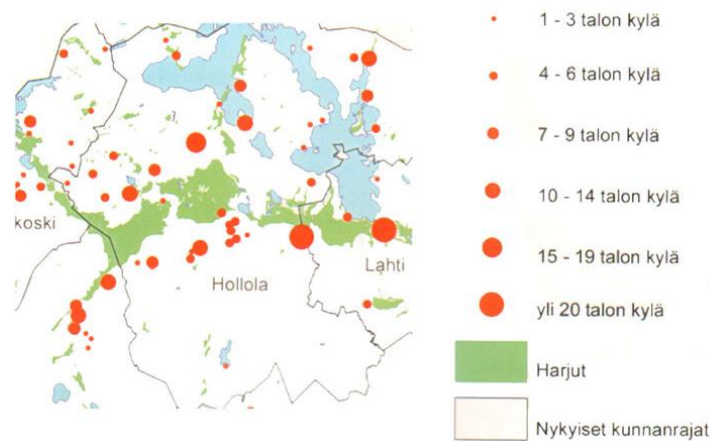 koski
Hollola
Lahti
1 - 3 talon kylä
4 - 6 talon kylä
7 - 9 talon kylä
10 - 14 talon kylä
15 - 19 talon kylä
yli 20 talon kylä
Harjut
Nykyiset kunnanrajat